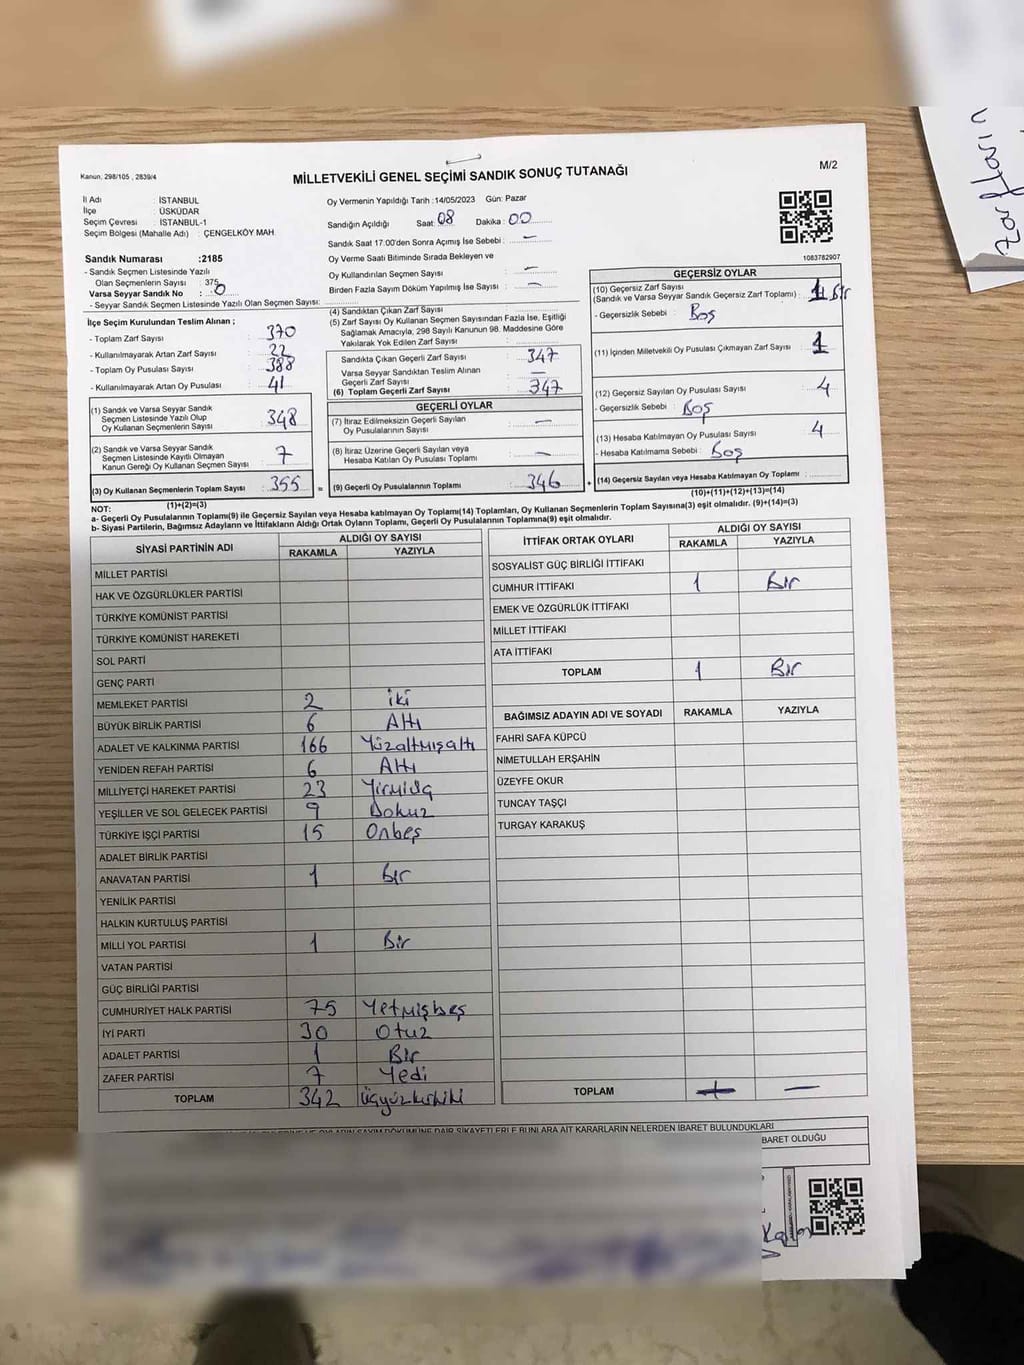 Kanun, 298/105 , 2839/4
MİLLETVEKİLİ GENEL SEÇİMİ SANDIK SONUÇ TUTANAĞI
M/2
İl Adı : İSTANBUL
İlçe : ÜSKÜDAR
Seçim Çevresi : İSTANBUL-1
Seçim Bölgesi (Mahalle Adı) : ÇENGELKÖY MAH.
Oy Vermenin Yapıldığı Tarih : 14/05/2023 Gün: Pazar
Sandığın Açıldığı Saat: 08 Dakika : 00
Sandık Saat 17.00'den Sonra Açımış İse Sebebi : —
Oy Verme Saati Bitiminde Sırada Bekleyen ve
Oy Kullandırılan Seçmen Sayısı : —
Birden Fazla Sayım Döküm Yapılmış İse Sayısı : —
1083782907
Sandık Numarası :2185
- Sandık Seçmen Listesinde Yazılı
Olan Seçmenlerin Sayısı : 375
Varsa Seyyar Sandık No : 0
- Seyyar Sandık Seçmen Listesinde Yazılı Olan Seçmen Sayısı:
İlçe Seçim Kurulundan Teslim Alınan ;
- Toplam Zarf Sayısı : 370
- Kullanılmayarak Artan Zarf Sayısı : 22
- Toplam Oy Pusulası Sayısı : 388
- Kullanılmayarak Artan Oy Pusulası : 41
(1) Sandık ve Varsa Seyyar Sandık
Seçmen Listesinde Yazılı Olup
Oy Kullanan Seçmenlerin Sayısı : 348
(2) Sandık ve Varsa Seyyar Sandık
Seçmen Listesinde Kayıtlı Olmayan
Kanun Gereği Oy Kullanan Seçmen Sayısı : 7
(3) Oy Kullanan Seçmenlerin Toplam Sayısı : 355
(1)+(2)=(3)
(4) Sandıktan Çıkan Zarf Sayısı :
(5) Zarf Sayısı Oy Kullanan Seçmen Sayısından Fazla İse, Eşitliği
Sağlamak Amacıyla, 298 Sayılı Kanunun 98. Maddesine Göre
Yakılarak Yok Edilen Zarf Sayısı :
Sandıkta Çıkan Geçerli Zarf Sayısı : 347
Varsa Seyyar Sandıktan Teslim Alınan
Geçerli Zarf Sayısı : —
(6) Toplam Geçerli Zarf Sayısı : 347
GEÇERLİ OYLAR
(7) İtiraz Edilmeksizin Geçerli Sayılan
Oy Pusulalarının Sayısı : —
(8) İtiraz Üzerine Geçerli Sayılan veya
Hesaba Katılan Oy Pusulası Toplamı : —
(9) Geçerli Oy Pusulalarının Toplamı : 346
GEÇERSİZ OYLAR
(10) Geçersiz Zarf Sayısı
(Sandık ve Varsa Seyyar Sandık Geçersiz Zarf Toplamı) : 1 Bir
- Geçersizlik Sebebi : Boş
(11) İçinden Milletvekili Oy Pusulası Çıkmayan Zarf Sayısı : 1
(12) Geçersiz Sayılan Oy Pusulası Sayısı : 4
- Geçersizlik Sebebi : Boş
(13) Hesaba Katılmayan Oy Pusulası Sayısı : 4
- Hesaba Katılmama Sebebi : Boş
(14) Geçersiz Sayılan veya Hesaba Katılmayan Oy Toplamı :
(10)+(11)+(12)+(13)=(14)
NOT:
a- Geçerli Oy Pusulalarının Toplamı(9) ile Geçersiz Sayılan veya Hesaba katılmayan Oy Toplamı(14) Toplamları, Oy Kullanan Seçmenlerin Toplam Sayısına(3) eşit olmalıdır. (9)+(14)=(3)
b- Siyasi Partilerin, Bağımsız Adayların ve İttifakların Aldığı Ortak Oyların Toplamı, Geçerli Oy Pusulalarının Toplamına(9) eşit olmalıdır.
SİYASİ PARTİNİN ADI ALDIĞI OY SAYISI
RAKAMLA YAZIYLA
MİLLET PARTİSİ
HAK VE ÖZGÜRLÜKLER PARTİSİ
TÜRKİYE KOMÜNİST PARTİSİ
TÜRKİYE KOMÜNİST HAREKETİ
SOL PARTİ
GENÇ PARTİ
MEMLEKET PARTİSİ 2 iki
BÜYÜK BİRLİK PARTİSİ 6 Altı
ADALET VE KALKINMA PARTİSİ 166 Yüzaltmışaltı
YENİDEN REFAH PARTİSİ 6 Altı
MİLLİYETÇİ HAREKET PARTİSİ 23 Yirmiüç
YEŞİLLER VE SOL GELECEK PARTİSİ 9 Dokuz
TÜRKİYE İŞÇİ PARTİSİ 15 Onbeş
ADALET BİRLİK PARTİSİ
ANAVATAN PARTİSİ 1 Bir
YENİLİK PARTİSİ
HALKIN KURTULUŞ PARTİSİ
MİLLİ YOL PARTİSİ 1 Bir
VATAN PARTİSİ
GÜÇ BİRLİĞİ PARTİSİ
CUMHURİYET HALK PARTİSİ 75 Yetmişbeş
İYİ PARTİ 30 Otuz
ADALET PARTİSİ 1 Bir
ZAFER PARTİSİ 7 Yedi
TOPLAM 342 Üçyüzkırkiki
İTTİFAK ORTAK OYLARI ALDIĞI OY SAYISI
RAKAMLA YAZIYLA
SOSYALİST GÜÇ BİRLİĞİ İTTİFAKI
CUMHUR İTTİFAKI 1 Bir
EMEK VE ÖZGÜRLÜK İTTİFAKI
MİLLET İTTİFAKI
ATA İTTİFAKI
TOPLAM 1 Bir
BAĞIMSIZ ADAYIN ADI VE SOYADI RAKAMLA YAZIYLA
FAHRİ SAFA KÜPCÜ
NİMETULLAH ERŞAHİN
ÜZEYFE OKUR
TUNCAY TAŞÇI
TURGAY KARAKUŞ
TOPLAM — —
DÖKÜMÜNE DAİR ŞİKAYETLERLE BUNLARA AİT KARARLARIN NELERDEN İBARET BULUNDUKLARI
BARET OLDUĞU